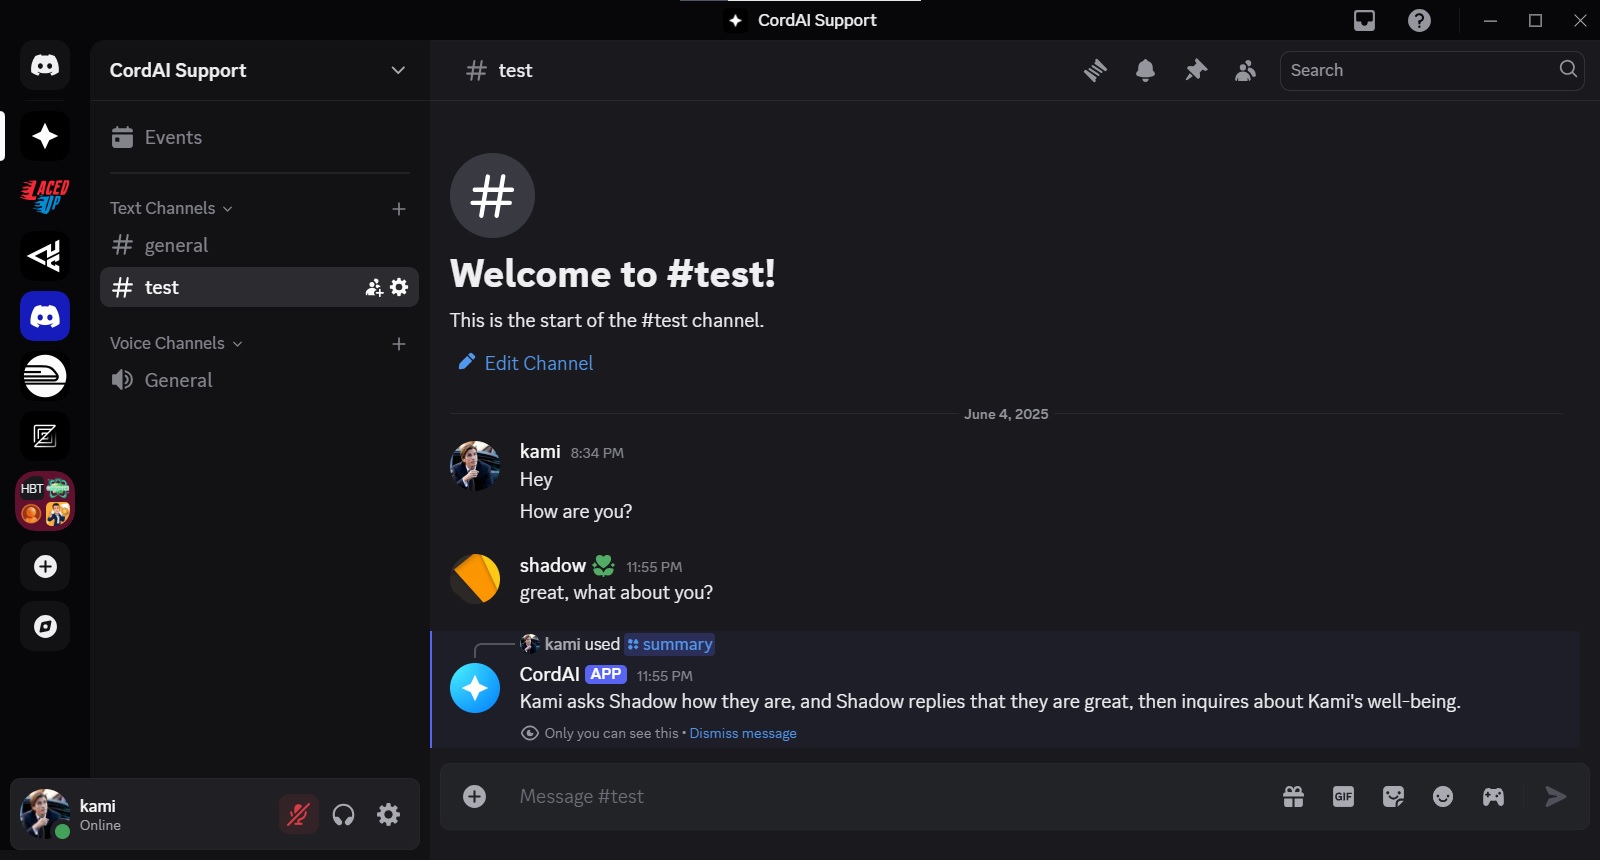 CordAI Support
CordAI Support
Events
Text Channels
general
test
Voice Channels
General
LACED UP
HBT
kami
Online
test
Search
Welcome to #test!
This is the start of the #test channel.
Edit Channel
June 4, 2025
kami 8:34 PM
Hey
How are you?
shadow 11:55 PM
great, what about you?
kami used summary
CordAI APP 11:55 PM
Kami asks Shadow how they are, and Shadow replies that they are great, then inquires about Kami's well-being.
Only you can see this • Dismiss message
Message #test
GIF